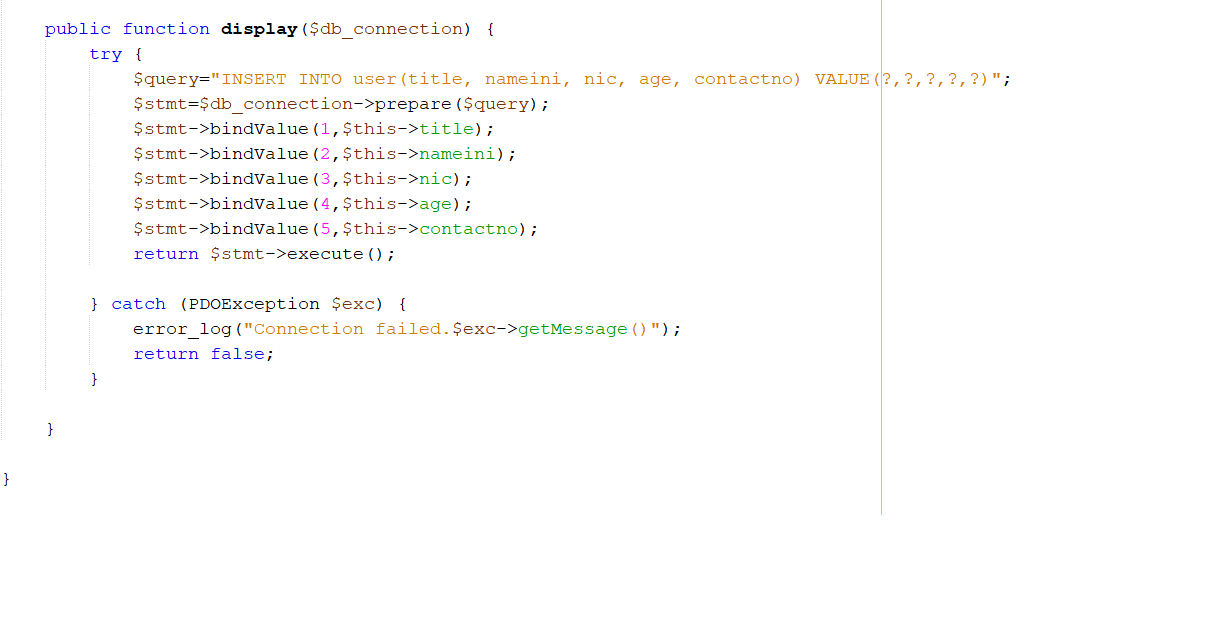 public function display($db_connection) {
try {
$query="INSERT INTO user(title, nameini, nic, age, contactno) VALUE(?,?,?,?,?)";
$stmt=$db_connection->prepare($query);
$stmt->bindValue(1,$this->title);
$stmt->bindValue(2,$this->nameini);
$stmt->bindValue(3,$this->nic);
$stmt->bindValue(4,$this->age);
$stmt->bindValue(5,$this->contactno);
return $stmt->execute();
} catch (PDOException $exc) {
error_log("Connection failed.$exc->getMessage()");
return false;
}
}
}